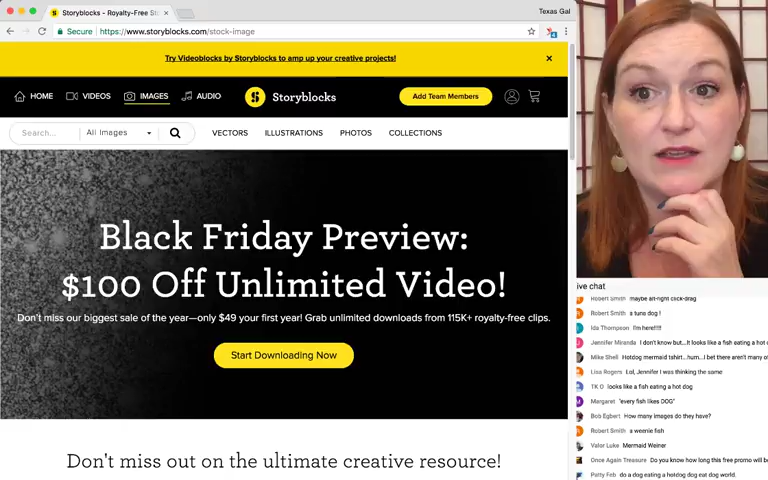 Storyblocks - Royalty-Free St
Texas Gal
Secure https://www.storyblocks.com/stock-image
Try Videoblocks by Storyblocks to amp up your creative projects!
HOME VIDEOS IMAGES AUDIO Storyblocks Add Team Members
Search... All Images VECTORS ILLUSTRATIONS PHOTOS COLLECTIONS
Black Friday Preview:
$100 Off Unlimited Video!
Don't miss our biggest sale of the year—only $49 your first year! Grab unlimited downloads from 115K+ royalty-free clips.
Start Downloading Now
Don't miss out on the ultimate creative resource!
ive chat
Robert Smith maybe alt-right click-drag
Robert Smith a tuna dog !
Ida Thompson I'm here!!!!
Jennifer Miranda I don't know but...It looks like a fish eating a hot d
Mike Shell Hotdog mermaid tshirt...hum...I bet there aren't many of
Lisa Rogers Lol, Jennifer I was thinking the same
TK O looks like a fish eating a hot dog
Margaret "every fish likes DOG"
Bob Egbert How many images do they have?
Robert Smith a weenie fish
Valor Luke Mermaid Weiner
Once Again Treasure Do you know how long this free promo will b
Patty Feb do a dog eating a hotdog dog eat dog world